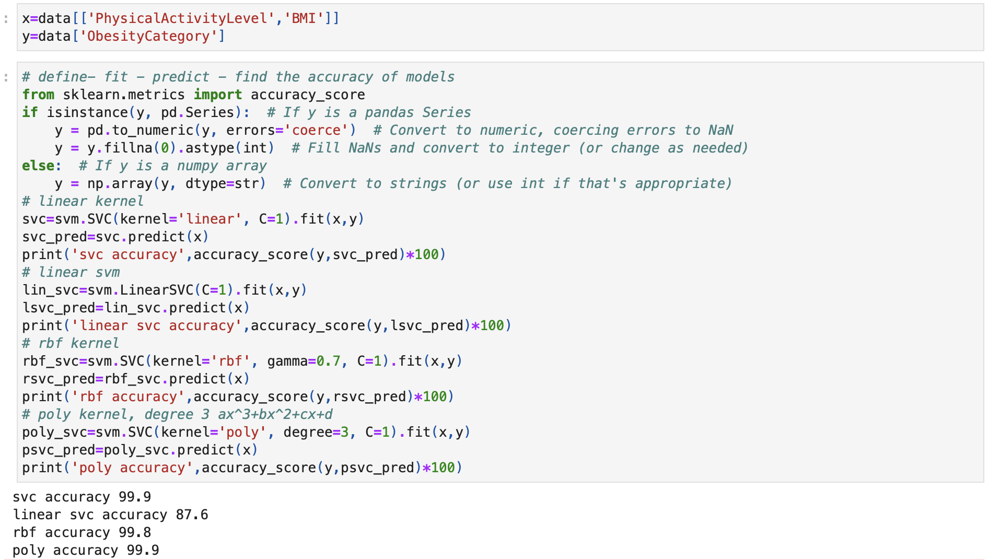 :
x=data[['PhysicalActivityLevel','BMI']]
y=data['ObesityCategory']
:
# define- fit - predict - find the accuracy of models
from sklearn.metrics import accuracy_score
if isinstance(y, pd.Series):  # If y is a pandas Series
    y = pd.to_numeric(y, errors='coerce')  # Convert to numeric, coercing errors to NaN
    y = y.fillna(0).astype(int)  # Fill NaNs and convert to integer (or change as needed)
else:  # If y is a numpy array
    y = np.array(y, dtype=str)  # Convert to strings (or use int if that's appropriate)
# linear kernel
svc=svm.SVC(kernel='linear', C=1).fit(x,y)
svc_pred=svc.predict(x)
print('svc accuracy',accuracy_score(y,svc_pred)*100)
# linear svm
lin_svc=svm.LinearSVC(C=1).fit(x,y)
lsvc_pred=lin_svc.predict(x)
print('linear svc accuracy',accuracy_score(y,lsvc_pred)*100)
# rbf kernel
rbf_svc=svm.SVC(kernel='rbf', gamma=0.7, C=1).fit(x,y)
rsvc_pred=rbf_svc.predict(x)
print('rbf accuracy',accuracy_score(y,rsvc_pred)*100)
# poly kernel, degree 3 ax^3+bx^2+cx+d
poly_svc=svm.SVC(kernel='poly', degree=3, C=1).fit(x,y)
psvc_pred=poly_svc.predict(x)
print('poly accuracy',accuracy_score(y,psvc_pred)*100)
svc accuracy 99.9
linear svc accuracy 87.6
rbf accuracy 99.8
poly accuracy 99.9